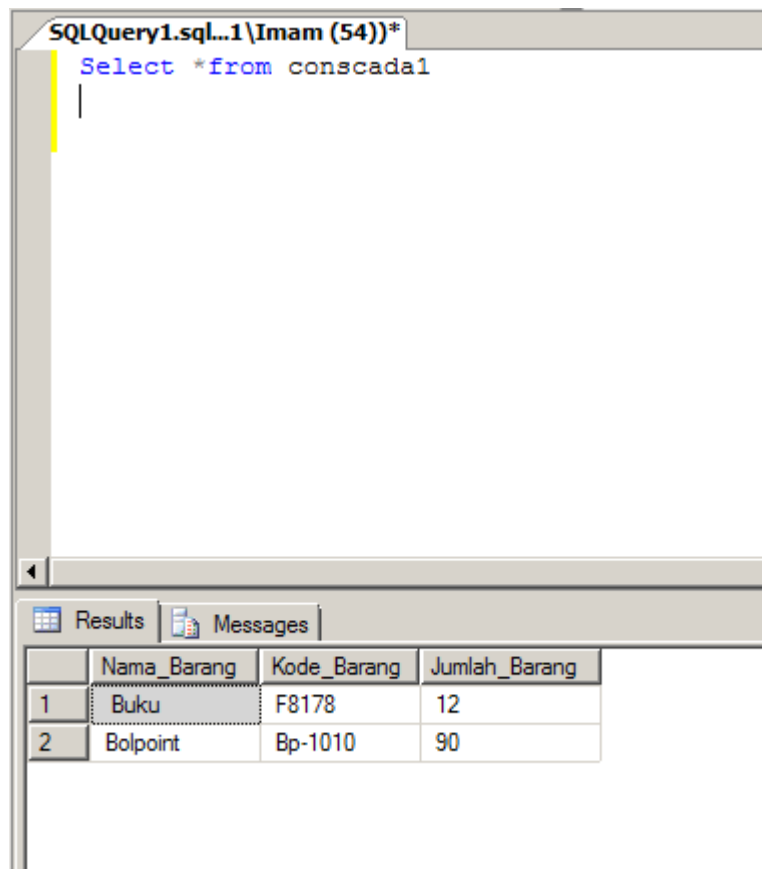 SQLQuery1.sql...1\Imam (54))*
Select *from conscada1
Results Messages
Nama_Barang Kode_Barang Jumlah_Barang
1 Buku F8178 12
2 Bolpoint Bp-1010 90